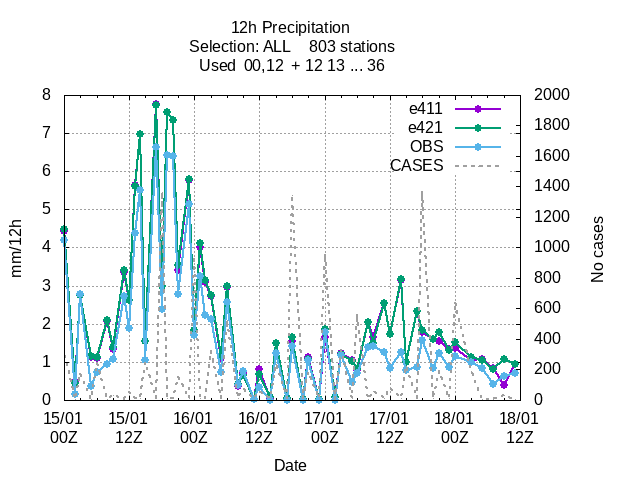 12h Precipitation
Selection: ALL 803 stations
Used 00,12 + 12 13 ... 36
mm/12h
8
7
6
5
4
3
2
1
0
e411
e421
OBS
CASES
2000
1800
1600
1400
1200
1000
800
600
400
200
0
No cases
15/01 15/01 16/01 16/01 17/01 17/01 18/01 18/01
00Z 12Z 00Z 12Z 00Z 12Z 00Z 12Z
Date